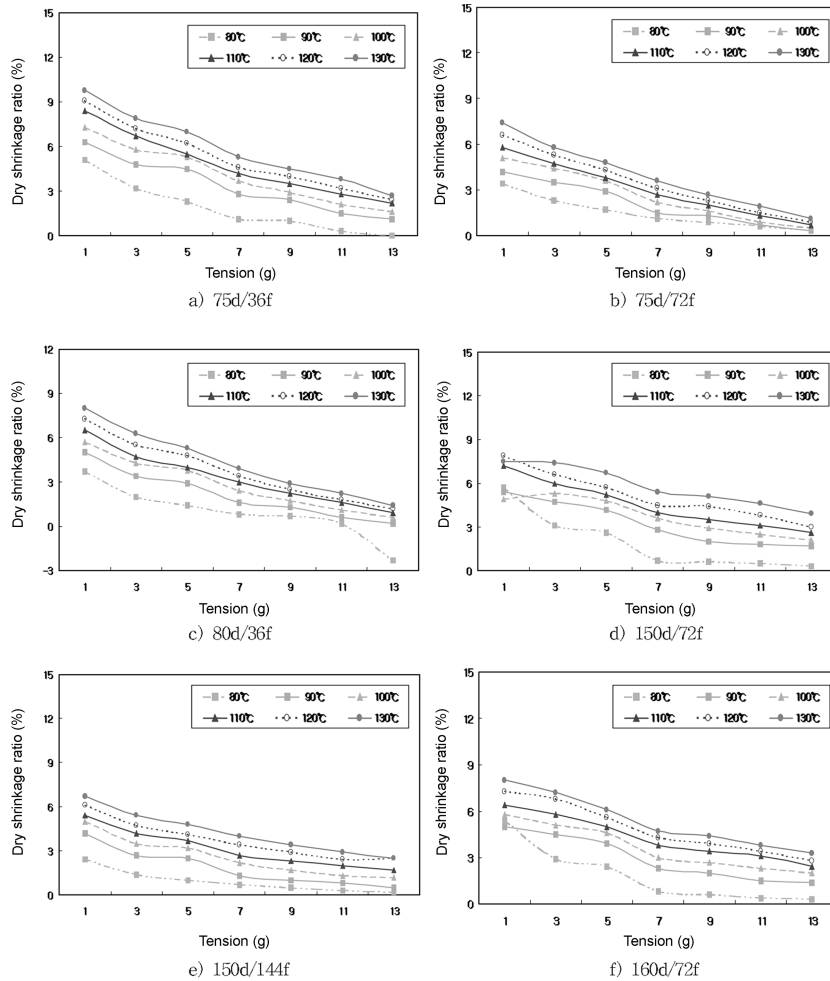 Dry shrinkage ratio (%)
15
12
9
6
3
0
80℃ 90℃ 100℃
110℃ 120℃ 130℃
1 3 5 7 9 11 13
Tension (g)
a) 75d/36f
Dry shrinkage ratio (%)
15
12
9
6
3
0
80℃ 90℃ 100℃
110℃ 120℃ 130℃
1 3 5 7 9 11 13
Tension (g)
b) 75d/72f
Dry shrinkage ratio (%)
12
9
6
3
0
-3
80℃ 90℃ 100℃
110℃ 120℃ 130℃
1 3 5 7 9 11 13
Tension (g)
c) 80d/36f
Dry shrinkage ratio (%)
15
12
9
6
3
0
80℃ 90℃ 100℃
110℃ 120℃ 130℃
1 3 5 7 9 11 13
Tension (g)
d) 150d/72f
Dry shrinkage ratio (%)
15
12
9
6
3
0
80℃ 90℃ 100℃
110℃ 120℃ 130℃
1 3 5 7 9 11 13
Tension (g)
e) 150d/144f
Dry shrinkage ratio (%)
15
12
9
6
3
0
80℃ 90℃ 100℃
110℃ 120℃ 130℃
1 3 5 7 9 11 13
Tension (g)
f) 160d/72f